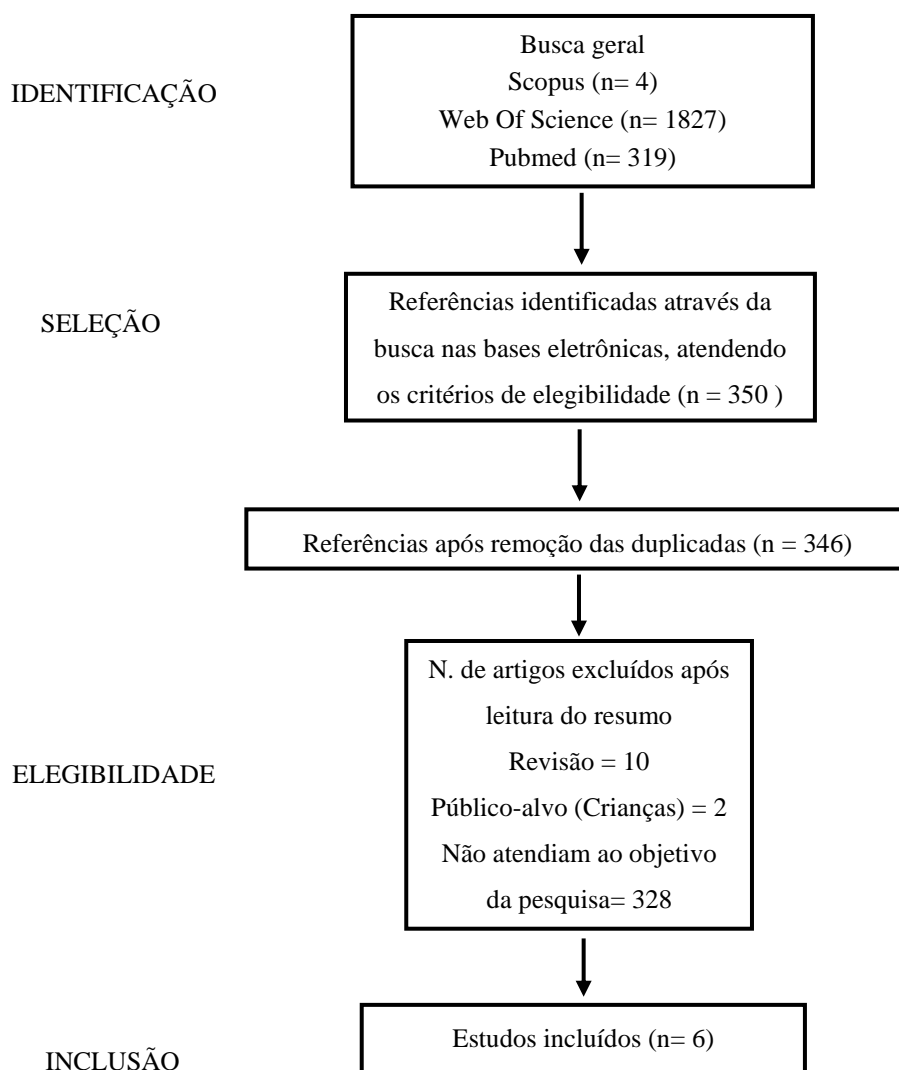 IDENTIFICAÇÃO
Busca geral
Scopus (n= 4)
Web Of Science (n= 1827)
Pubmed (n= 319)
SELEÇÃO
Referências identificadas através da
busca nas bases eletrônicas, atendendo
os critérios de elegibilidade (n = 350 )
Referências após remoção das duplicadas (n = 346)
ELEGIBILIDADE
N. de artigos excluídos após
leitura do resumo
Revisão = 10
Público-alvo (Crianças) = 2
Não atendiam ao objetivo
da pesquisa= 328
INCLUSÃO
Estudos incluídos (n= 6)